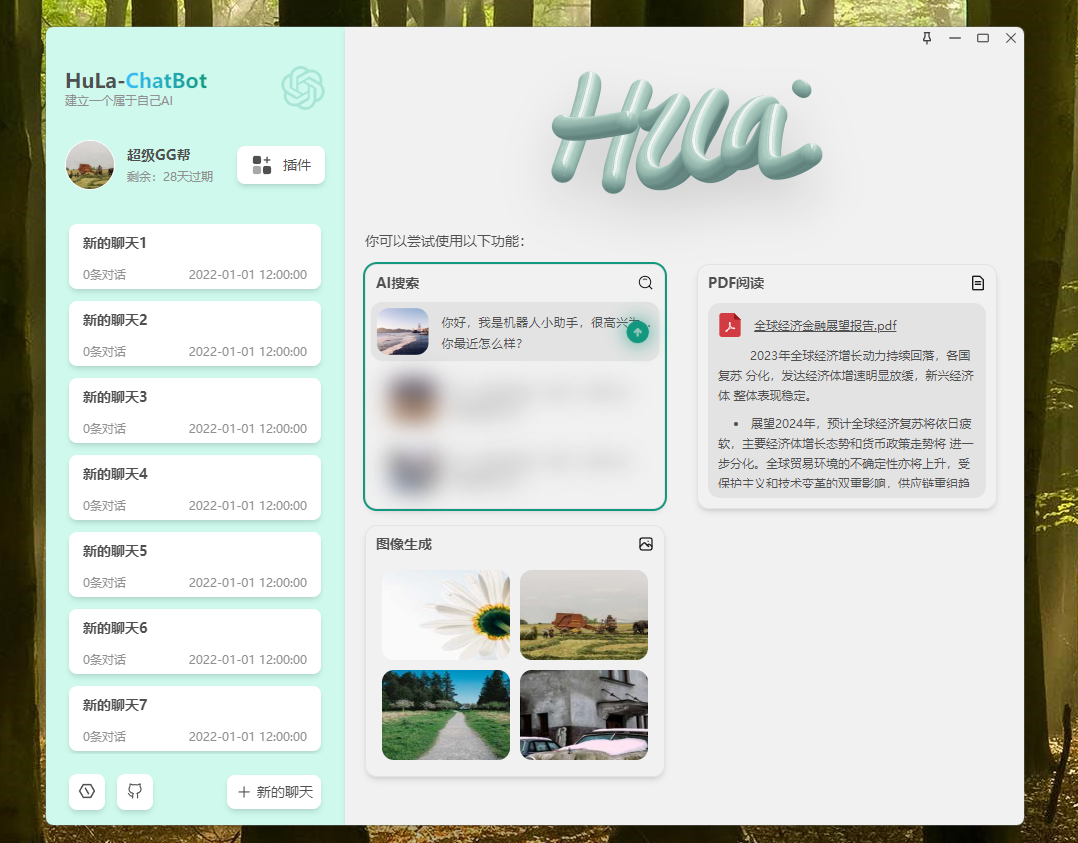 HuLa-ChatBot
建立一个属于自己AI
超级GG帮
剩余：28天过期
插件
新的聊天1
0条对话 2022-01-01 12:00:00
新的聊天2
0条对话 2022-01-01 12:00:00
新的聊天3
0条对话 2022-01-01 12:00:00
新的聊天4
0条对话 2022-01-01 12:00:00
新的聊天5
0条对话 2022-01-01 12:00:00
新的聊天6
0条对话 2022-01-01 12:00:00
新的聊天7
0条对话 2022-01-01 12:00:00
新的聊天
HuLa
你可以尝试使用以下功能：
AI搜索
你好，我是机器人小助手，很高兴为...
你最近怎么样？
PDF阅读
全球经济金融展望报告.pdf
2023年全球经济增长动力持续回落，各国
复苏 分化，发达经济体增速明显放缓，新兴经济
体 整体表现稳定。
• 展望2024年，预计全球经济复苏将依日疲
软，主要经济体增长态势和货币政策走势将 进一
步分化。全球贸易环境的不确定性亦将上升，受
保护主义和技术变革的双重影响，供应链重组趋
图像生成